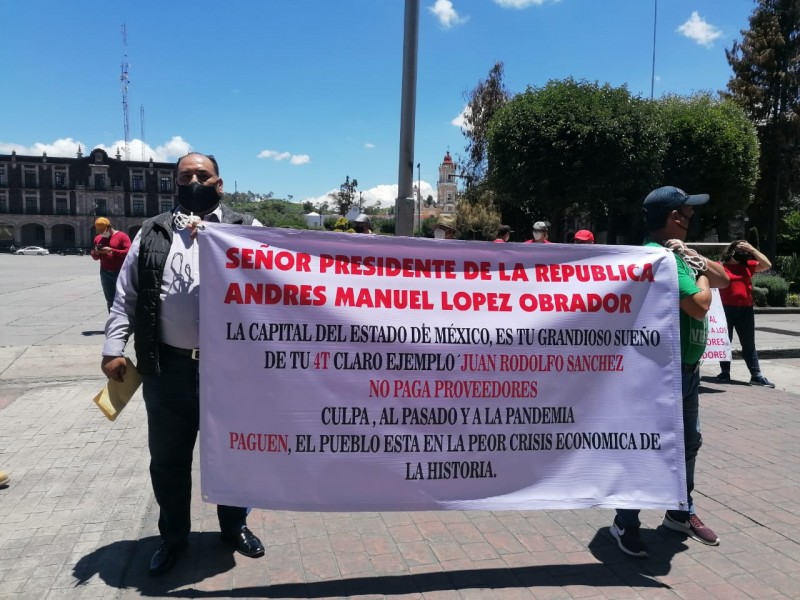 SEÑOR PRESIDENTE DE LA REPUBLICA
ANDRES MANUEL LOPEZ OBRADOR
LA CAPITAL DEL ESTADO DE MÉXICO, ES TU GRANDIOSO SUEÑO
DE TU 4T CLARO EJEMPLO ´JUAN RODOLFO SANCHEZ
NO PAGA PROVEEDORES
CULPA , AL PASADO Y A LA PANDEMIA
PAGUEN, EL PUEBLO ESTA EN LA PEOR CRISIS ECONOMICA DE
LA HISTORIA.